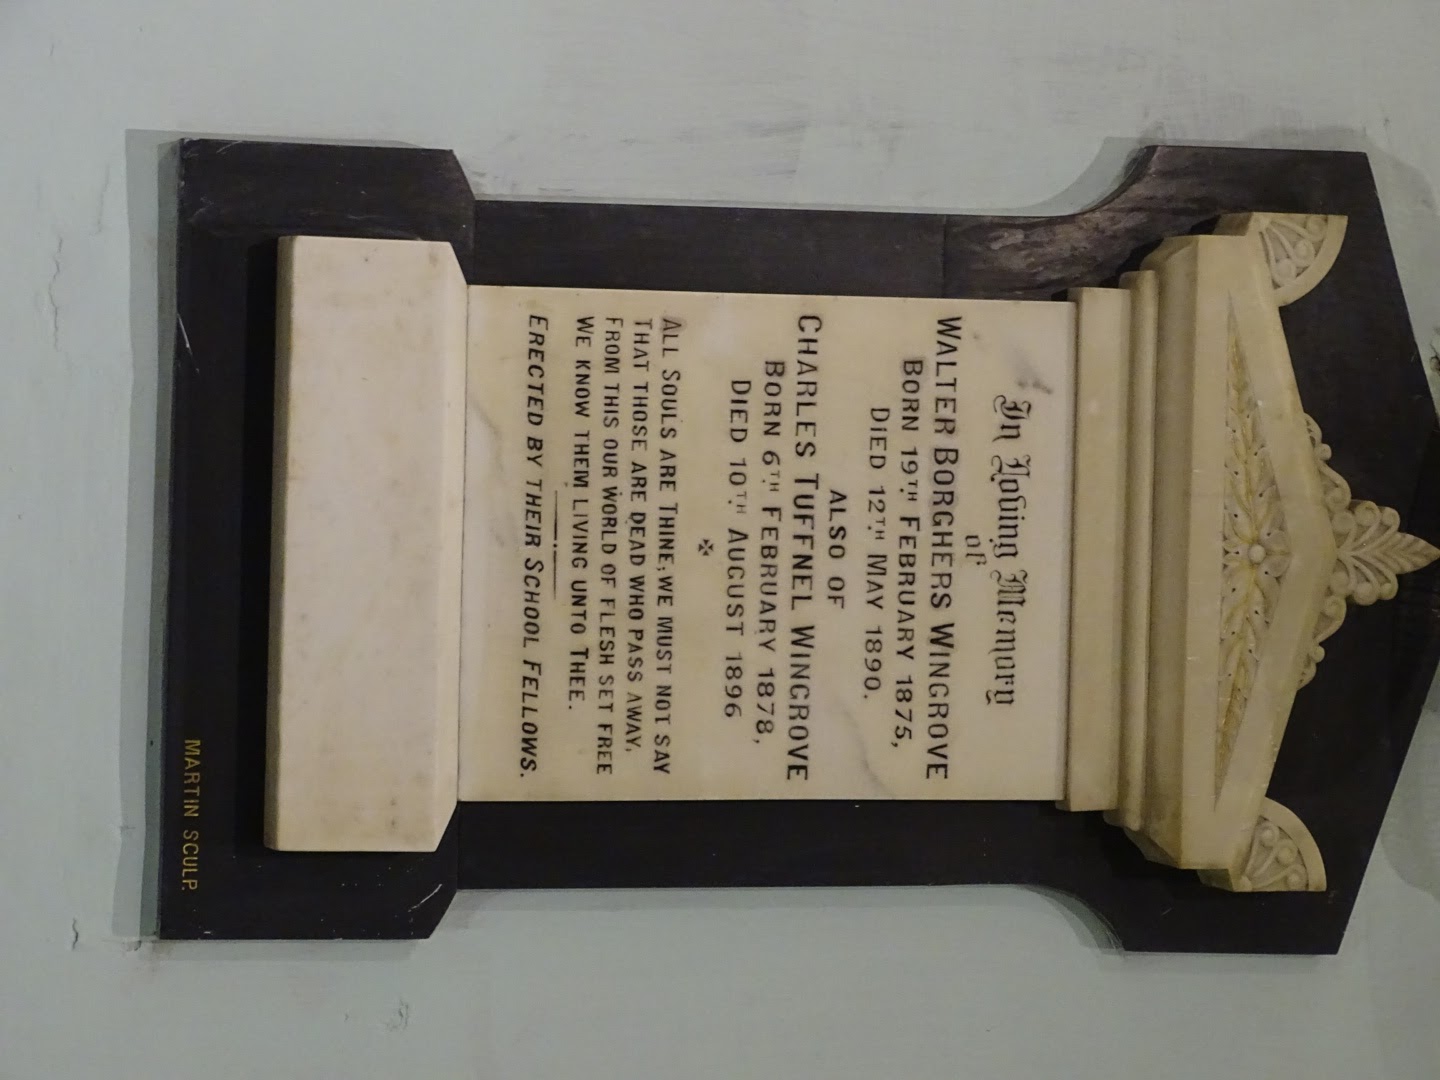 In Loving Memory
of
WALTER BORGHERS WINGROVE
BORN 19TH FEBRUARY 1875,
DIED 12TH MAY 1890.
ALSO OF
CHARLES TUFFNEL WINGROVE
BORN 6TH FEBRUARY 1878,
DIED 10TH AUGUST 1896
ALL SOULS ARE THINE; WE MUST NOT SAY
THAT THOSE ARE DEAD WHO PASS AWAY,
FROM THIS OUR WORLD OF FLESH SET FREE
WE KNOW THEM LIVING UNTO THEE.
ERECTED BY THEIR SCHOOL FELLOWS.
MARTIN SCULP.